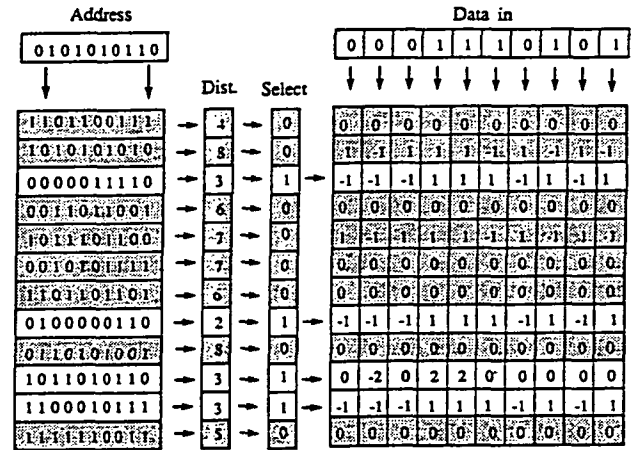 Address Data in
0101010110 0 0 0 1 1 1 0 1 0 1
Dist. Select
1101100111 4 0 0 0 0 0 0 0 0 0 0 0
1010101010 8 0 1 -1 1 1 1 -1 1 -1 1 -1
0000011110 3 1 -1 -1 -1 1 1 1 -1 1 -1 1
0011011001 6 0 0 0 0 0 0 0 0 0 0 0
1011101100 7 0 1 -1 1 1 1 -1 1
0010101111 7 0 0 0 0 0 0 0 0 0 0 0
1101101101 6 0 0 0 0 0 0 0 0 0 0 0
0100000110 2 1 -1 1 -1 1 1 1 -1 1 -1 1
0110101001 8 0 0 0 0 0 0 0 0 0 0 0
1011010110 3 1 0 -2 0 2 2 0 0 0 0 0
1100010111 3 1 -1 -1 -1 1 1 1 -1 1 -1 1
1111110011 5 0 0 0 0 0 0 0 0 0 0 0